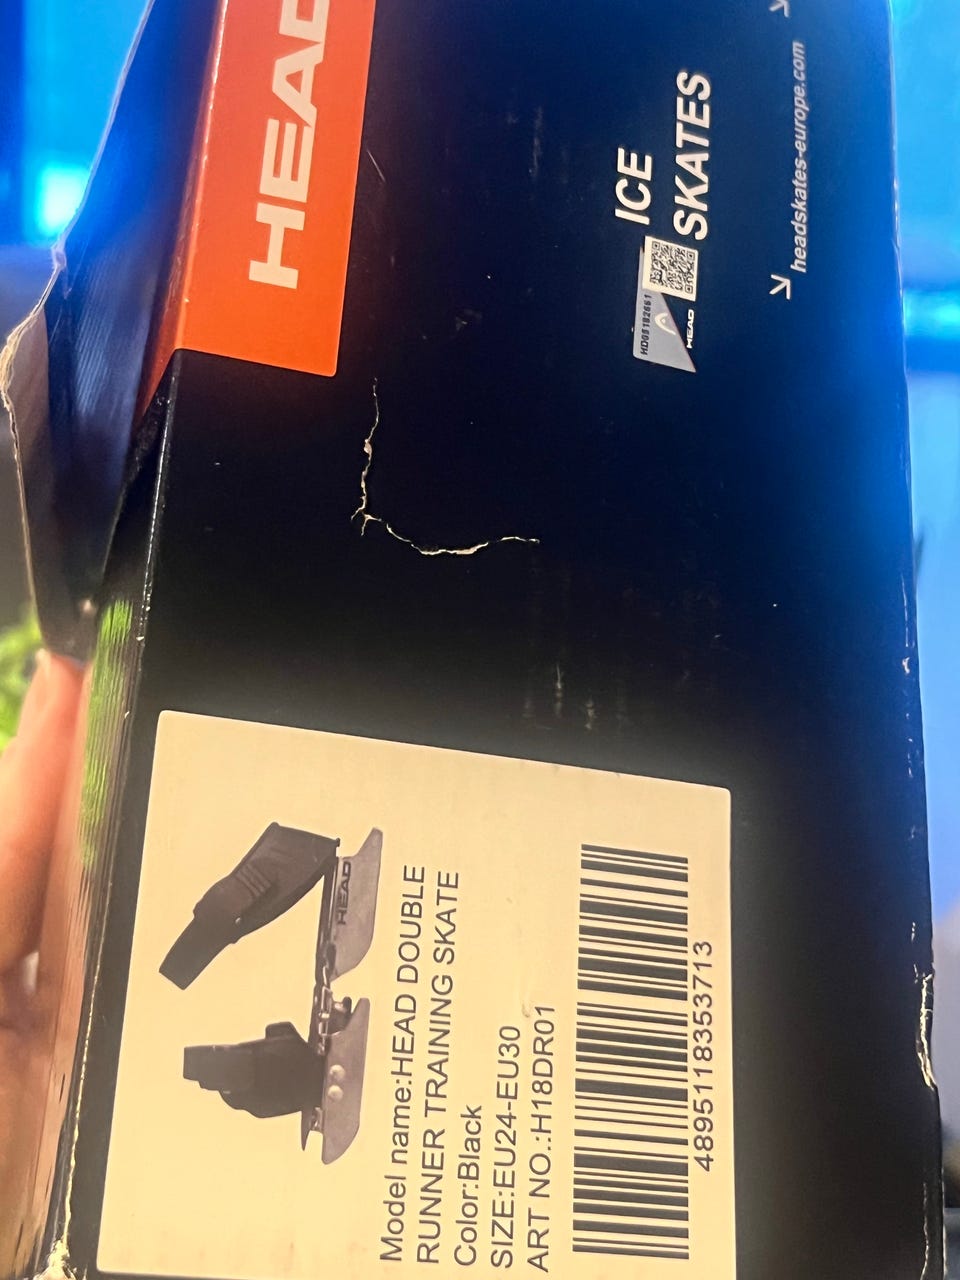 HEAD
ICE
SKATES
headskates-europe.com
HD05182661
HEAD
HEAD
Model name:HEAD DOUBLE
RUNNER TRAINING SKATE
Color:Black
SIZE:EU24-EU30
ART NO.:H18DR01
4895118353713